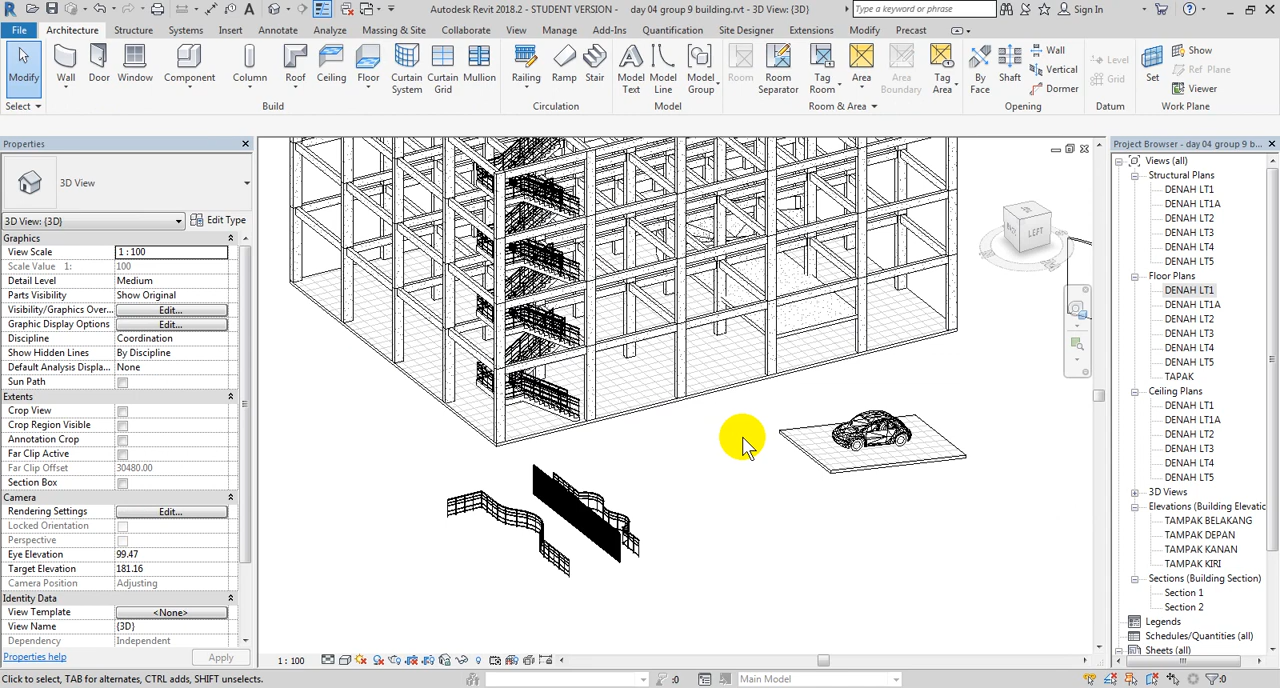 Autodesk Revit 2018.2 - STUDENT VERSION - day 04 group 9 building.rvt - 3D View: {3D}
Type a keyword or phrase
Sign In
File Architecture Structure Systems Insert Annotate Analyze Massing & Site Collaborate View Manage Add-Ins Quantification Site Designer Extensions Modify Precast
Modify
Wall
Door
Window
Component
Column
Roof
Ceiling
Floor
Curtain System
Curtain Grid
Mullion
Railing
Ramp
Stair
Model Text
Model Line
Model Group
Room
Room Separator
Tag Room
Area
Area Boundary
Tag Area
By Face
Shaft
Wall
Vertical
Dormer
Level
Grid
Set
Show
Ref Plane
Viewer
Select
Build
Circulation
Model
Room & Area
Opening
Datum
Work Plane
Properties
3D View
3D View: {3D}
Edit Type
Graphics
View Scale 1 : 100
Scale Value 1: 100
Detail Level Medium
Parts Visibility Show Original
Visibility/Graphics Over... Edit...
Graphic Display Options Edit...
Discipline Coordination
Show Hidden Lines By Discipline
Default Analysis Displa... None
Sun Path
Extents
Crop View
Crop Region Visible
Annotation Crop
Far Clip Active
Far Clip Offset 30480.00
Section Box
Camera
Rendering Settings Edit...
Locked Orientation
Perspective
Eye Elevation 99.47
Target Elevation 181.16
Camera Position Adjusting
Identity Data
View Template <None>
View Name {3D}
Dependency Independent
Properties help
Apply
LEFT
1 : 100
Project Browser - day 04 group 9 b...
Views (all)
Structural Plans
DENAH LT1
DENAH LT1A
DENAH LT2
DENAH LT3
DENAH LT4
DENAH LT5
Floor Plans
DENAH LT1
DENAH LT1A
DENAH LT2
DENAH LT3
DENAH LT4
DENAH LT5
TAPAK
Ceiling Plans
DENAH LT1
DENAH LT1A
DENAH LT2
DENAH LT3
DENAH LT4
DENAH LT5
3D Views
Elevations (Building Elevatio
TAMPAK BELAKANG
TAMPAK DEPAN
TAMPAK KANAN
TAMPAK KIRI
Sections (Building Section)
Section 1
Section 2
Legends
Schedules/Quantities (all)
Sheets (all)
Click to select, TAB for alternates, CTRL adds, SHIFT unselects.
:0
Main Model
:0